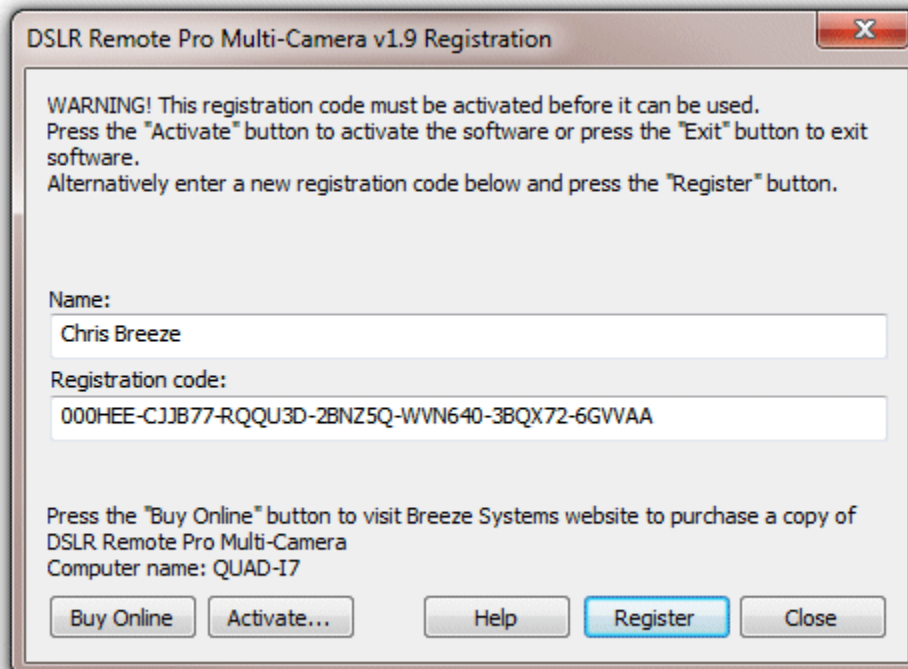 DSLR Remote Pro Multi-Camera v1.9 Registration
WARNING! This registration code must be activated before it can be used.
Press the "Activate" button to activate the software or press the "Exit" button to exit
software.
Alternatively enter a new registration code below and press the "Register" button.
Name:
Chris Breeze
Registration code:
000HEE-CJJB77-RQQU3D-2BNZ5Q-WVN640-3BQX72-6GVVAA
Press the "Buy Online" button to visit Breeze Systems website to purchase a copy of
DSLR Remote Pro Multi-Camera
Computer name: QUAD-I7
Buy Online Activate... Help Register Close